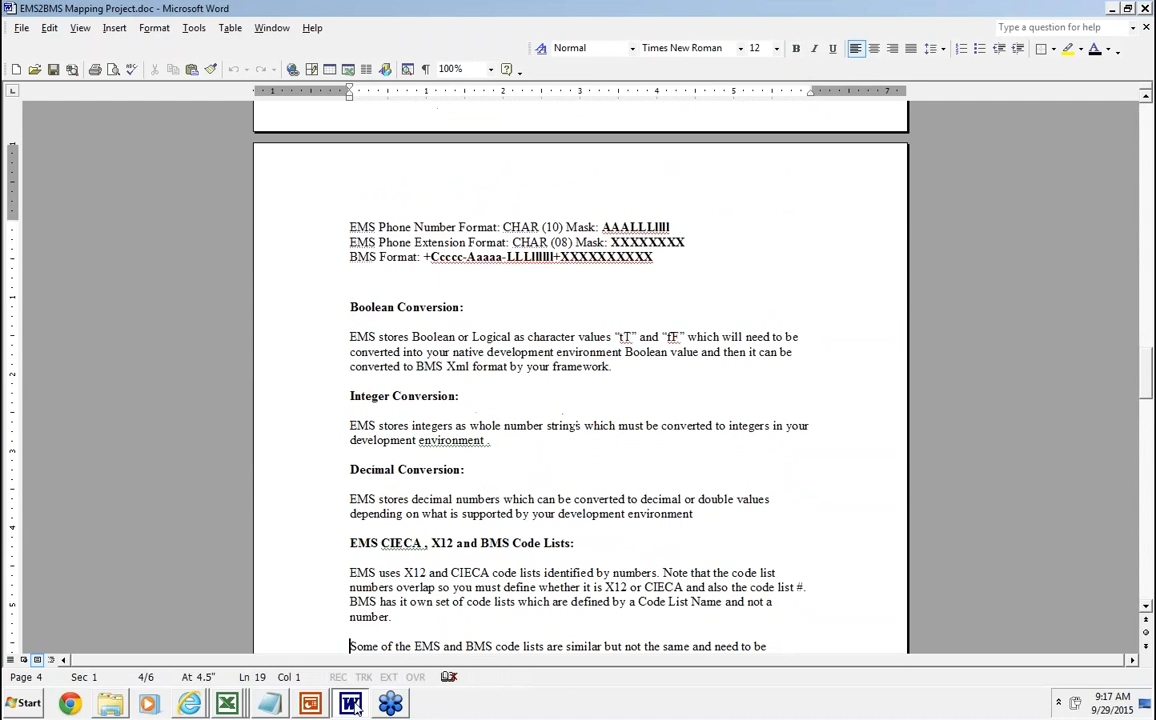 EMS2BMS Mapping Project.doc - Microsoft Word
File Edit View Insert Format Tools Table Window Help
Type a question for help
Normal Times New Roman 12 B I U
100%
1 1 2 3 4 5 6 7
EMS Phone Number Format: CHAR (10) Mask: AAALLLllll
EMS Phone Extension Format: CHAR (08) Mask: XXXXXXXX
BMS Format: +Ccccc-Aaaaa-LLLllllll+XXXXXXXXXX
Boolean Conversion:
EMS stores Boolean or Logical as character values “tT” and “fF” which will need to be
converted into your native development environment Boolean value and then it can be
converted to BMS Xml format by your framework.
Integer Conversion:
EMS stores integers as whole number strings which must be converted to integers in your
development environment .
Decimal Conversion:
EMS stores decimal numbers which can be converted to decimal or double values
depending on what is supported by your development environment
EMS CIECA , X12 and BMS Code Lists:
EMS uses X12 and CIECA code lists identified by numbers. Note that the code list
numbers overlap so you must define whether it is X12 or CIECA and also the code list #.
BMS has it own set of code lists which are defined by a Code List Name and not a
number.
Some of the EMS and BMS code lists are similar but not the same and need to be
Page 4 Sec 1 4/6 At 4.5" Ln 19 Col 1 REC TRK EXT OVR
Start
9:17 AM
9/29/2015